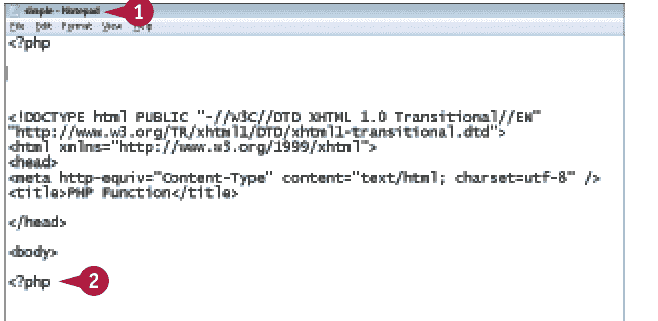 simple - Notepad
1
File Edit Format View Help
<?php
<!DOCTYPE html PUBLIC "-//W3C//DTD XHTML 1.0 Transitional//EN"
"http://www.w3.org/TR/xhtml1/DTD/xhtml1-transitional.dtd">
<html xmlns="http://www.w3.org/1999/xhtml">
<head>
<meta http-equiv="Content-Type" content="text/html; charset=utf-8" />
<title>PHP Function</title>
</head>
<body>
<?php
2